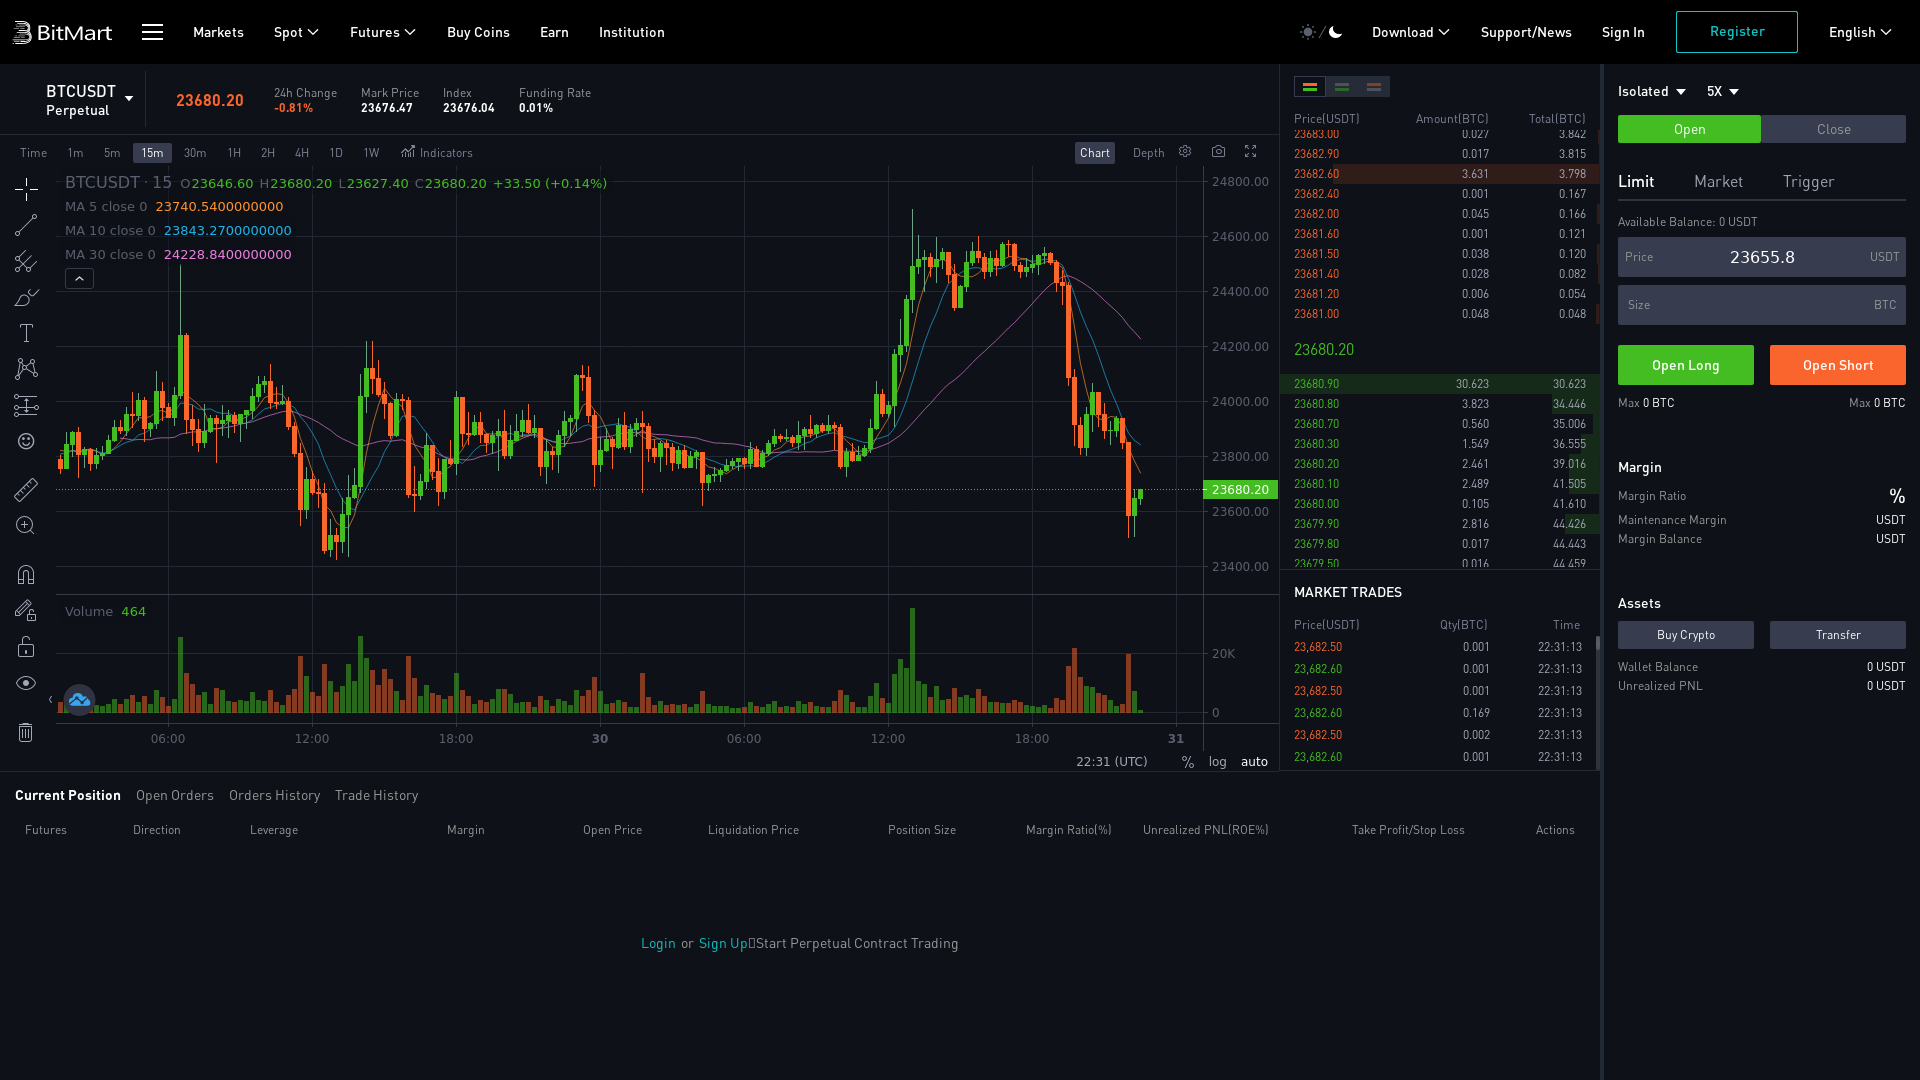 BitMart Markets Spot Futures Buy Coins Earn Institution / Download Support/News Sign In Register English
BTCUSDT
Perpetual
23680.20
24h Change
-0.81%
Mark Price
23676.47
Index
23676.04
Funding Rate
0.01%
Time 1m 5m 15m 30m 1H 2H 4H 1D 1W Indicators Chart Depth
BTCUSDT · 15 O23646.60 H23680.20 L23627.40 C23680.20 +33.50 (+0.14%)
MA 5 close 0 23740.5400000000
MA 10 close 0 23843.2700000000
MA 30 close 0 24228.8400000000
24800.00
24600.00
24400.00
24200.00
24000.00
23800.00
23680.20
23600.00
23400.00
Volume 464
20K
0
06:00 12:00 18:00 30 06:00 12:00 18:00 31
22:31 (UTC) % log auto
Price(USDT) Amount(BTC) Total(BTC)
23683.00 0.027 3.842
23682.90 0.017 3.815
23682.60 3.631 3.798
23682.40 0.001 0.167
23682.00 0.045 0.166
23681.60 0.001 0.121
23681.50 0.038 0.120
23681.40 0.028 0.082
23681.20 0.006 0.054
23681.00 0.048 0.048
23680.20
23680.90 30.623 30.623
23680.80 3.823 34.446
23680.70 0.560 35.006
23680.30 1.549 36.555
23680.20 2.461 39.016
23680.10 2.489 41.505
23680.00 0.105 41.610
23679.90 2.816 44.426
23679.80 0.017 44.443
23679.50 0.016 44.459
MARKET TRADES
Price(USDT) Qty(BTC) Time
23,682.50 0.001 22:31:13
23,682.60 0.001 22:31:13
23,682.50 0.001 22:31:13
23,682.60 0.169 22:31:13
23,682.50 0.002 22:31:13
23,682.60 0.001 22:31:13
Isolated 5X
Open Close
Limit Market Trigger
Available Balance: 0 USDT
Price 23655.8 USDT
Size BTC
Open Long Open Short
Max 0 BTC Max 0 BTC
Margin
Margin Ratio %
Maintenance Margin USDT
Margin Balance USDT
Assets
Buy Crypto Transfer
Wallet Balance 0 USDT
Unrealized PNL 0 USDT
Current Position Open Orders Orders History Trade History
Futures Direction Leverage Margin Open Price Liquidation Price Position Size Margin Ratio(%) Unrealized PNL(ROE%) Take Profit/Stop Loss Actions
Login or Sign Up Start Perpetual Contract Trading